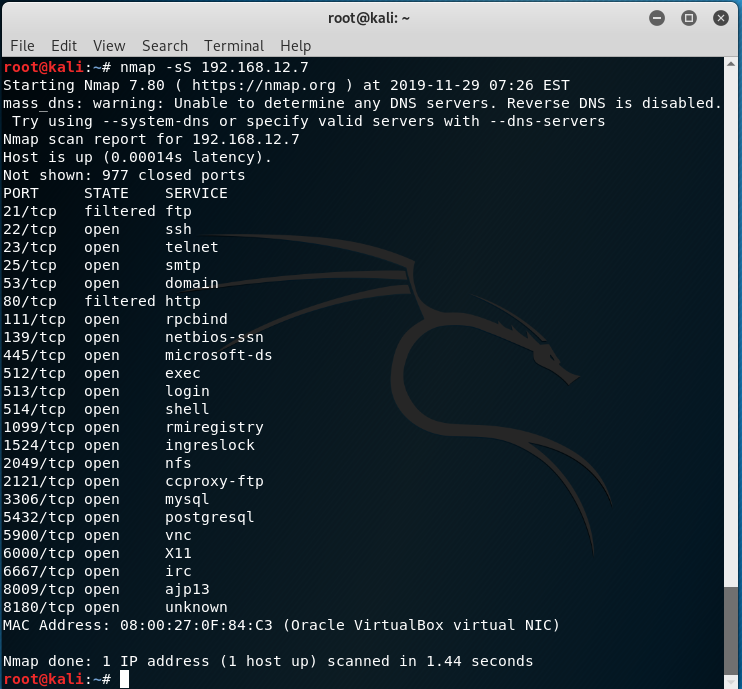 root@kali: ~
File Edit View Search Terminal Help
root@kali:~# nmap -sS 192.168.12.7
Starting Nmap 7.80 ( https://nmap.org ) at 2019-11-29 07:26 EST
mass_dns: warning: Unable to determine any DNS servers. Reverse DNS is disabled.
 Try using --system-dns or specify valid servers with --dns-servers
Nmap scan report for 192.168.12.7
Host is up (0.00014s latency).
Not shown: 977 closed ports
PORT     STATE    SERVICE
21/tcp   filtered ftp
22/tcp   open     ssh
23/tcp   open     telnet
25/tcp   open     smtp
53/tcp   open     domain
80/tcp   filtered http
111/tcp  open     rpcbind
139/tcp  open     netbios-ssn
445/tcp  open     microsoft-ds
512/tcp  open     exec
513/tcp  open     login
514/tcp  open     shell
1099/tcp open     rmiregistry
1524/tcp open     ingreslock
2049/tcp open     nfs
2121/tcp open     ccproxy-ftp
3306/tcp open     mysql
5432/tcp open     postgresql
5900/tcp open     vnc
6000/tcp open     X11
6667/tcp open     irc
8009/tcp open     ajp13
8180/tcp open     unknown
MAC Address: 08:00:27:0F:84:C3 (Oracle VirtualBox virtual NIC)
Nmap done: 1 IP address (1 host up) scanned in 1.44 seconds
root@kali:~#